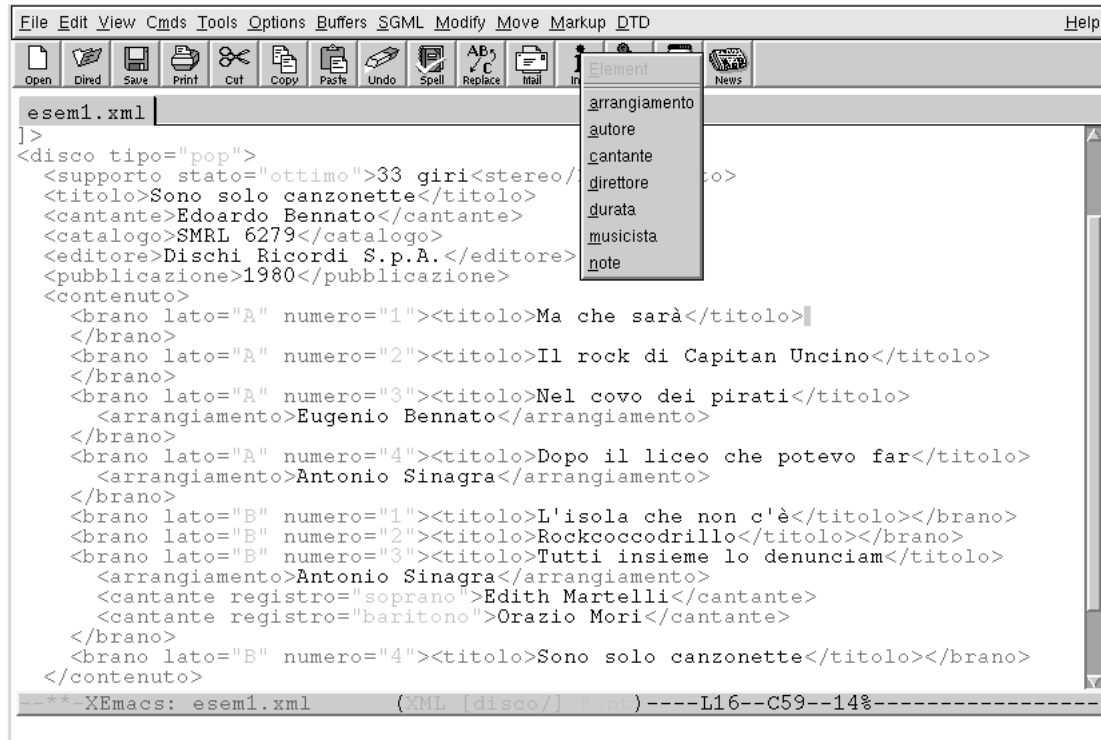 File Edit View Cmds Tools Options Buffers SGML Modify Move Markup DTD Help
Open Dired Save Print Cut Copy Paste Undo Spell Replace Mail In News
Element
arrangiamento
autore
cantante
direttore
durata
musicista
note
esem1.xml
]>
<disco tipo="pop">
<supporto stato="ottimo">33 giri<stereo/
<titolo>Sono solo canzonette</titolo>
<cantante>Edoardo Bennato</cantante>
<catalogo>SMRL 6279</catalogo>
<editore>Dischi Ricordi S.p.A.</editore>
<pubblicazione>1980</pubblicazione>
<contenuto>
<brano lato="A" numero="1"><titolo>Ma che sarà</titolo>
</brano>
<brano lato="A" numero="2"><titolo>Il rock di Capitan Uncino</titolo>
</brano>
<brano lato="A" numero="3"><titolo>Nel covo dei pirati</titolo>
<arrangiamento>Eugenio Bennato</arrangiamento>
</brano>
<brano lato="A" numero="4"><titolo>Dopo il liceo che potevo far</titolo>
<arrangiamento>Antonio Sinagra</arrangiamento>
</brano>
<brano lato="B" numero="1"><titolo>L'isola che non c'è</titolo></brano>
<brano lato="B" numero="2"><titolo>Rockcoccodrillo</titolo></brano>
<brano lato="B" numero="3"><titolo>Tutti insieme lo denunciam</titolo>
<arrangiamento>Antonio Sinagra</arrangiamento>
<cantante registro="soprano">Edith Martelli</cantante>
<cantante registro="baritono">Orazio Mori</cantante>
</brano>
<brano lato="B" numero="4"><titolo>Sono solo canzonette</titolo></brano>
</contenuto>
--**-XEmacs: esem1.xml (XML [disco/] Font)----L16--C59--14%-----------------